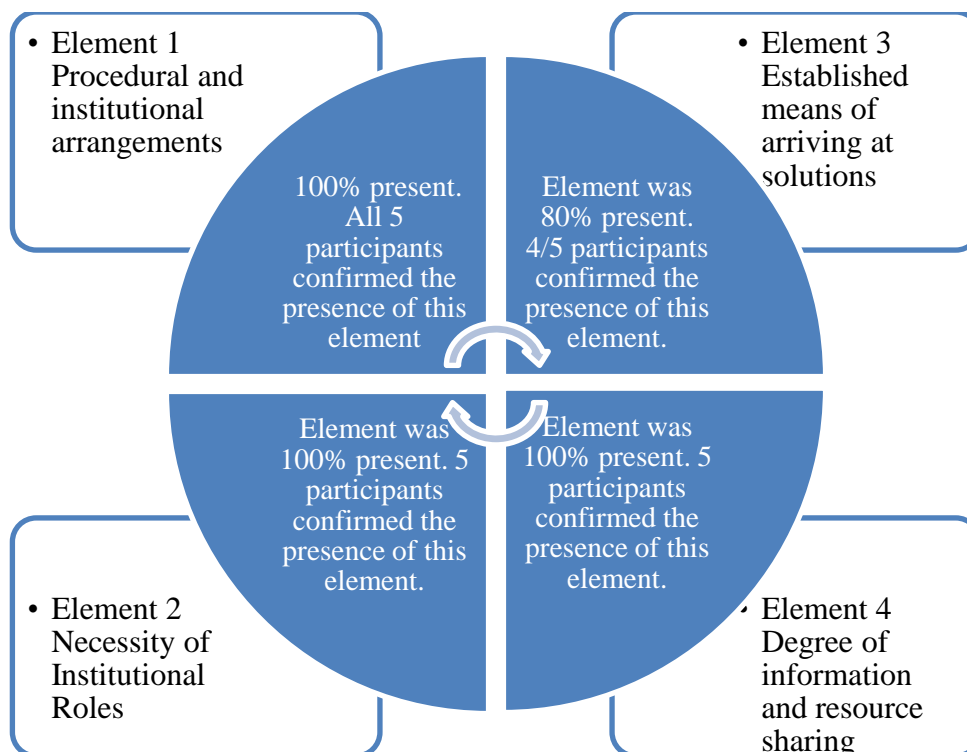 • Element 1
Procedural and
institutional
arrangements
100% present.
All 5
participants
confirmed the
presence of this
element
• Element 3
Established
means of
arriving at
solutions
Element was
80% present.
4/5 participants
confirmed the
presence of this
element.
• Element 2
Necessity of
Institutional
Roles
Element was
100% present. 5
participants
confirmed the
presence of this
element.
• Element 4
Degree of
information
and resource
sharing
Element was
100% present. 5
participants
confirmed the
presence of this
element.